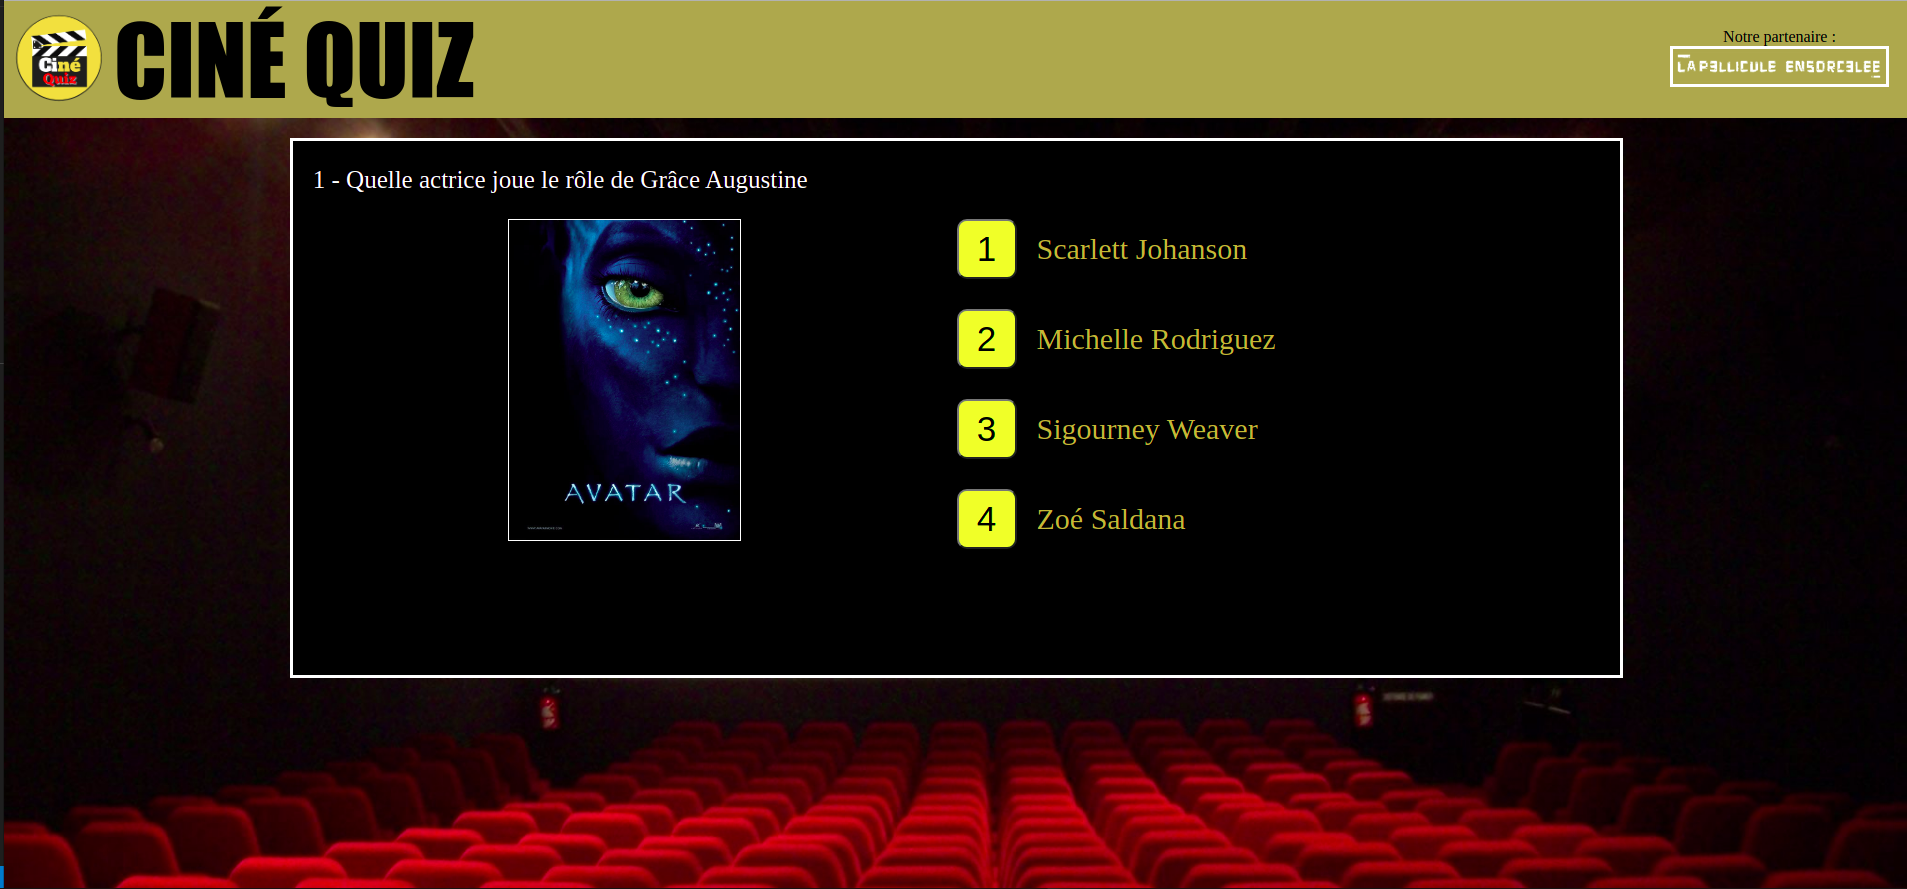 Ciné
Quiz
CINÉ QUIZ
Notre partenaire :
LA PELLICULE ENSORCELEE
1 - Quelle actrice joue le rôle de Grâce Augustine
AVATAR
1 Scarlett Johanson
2 Michelle Rodriguez
3 Sigourney Weaver
4 Zoé Saldana